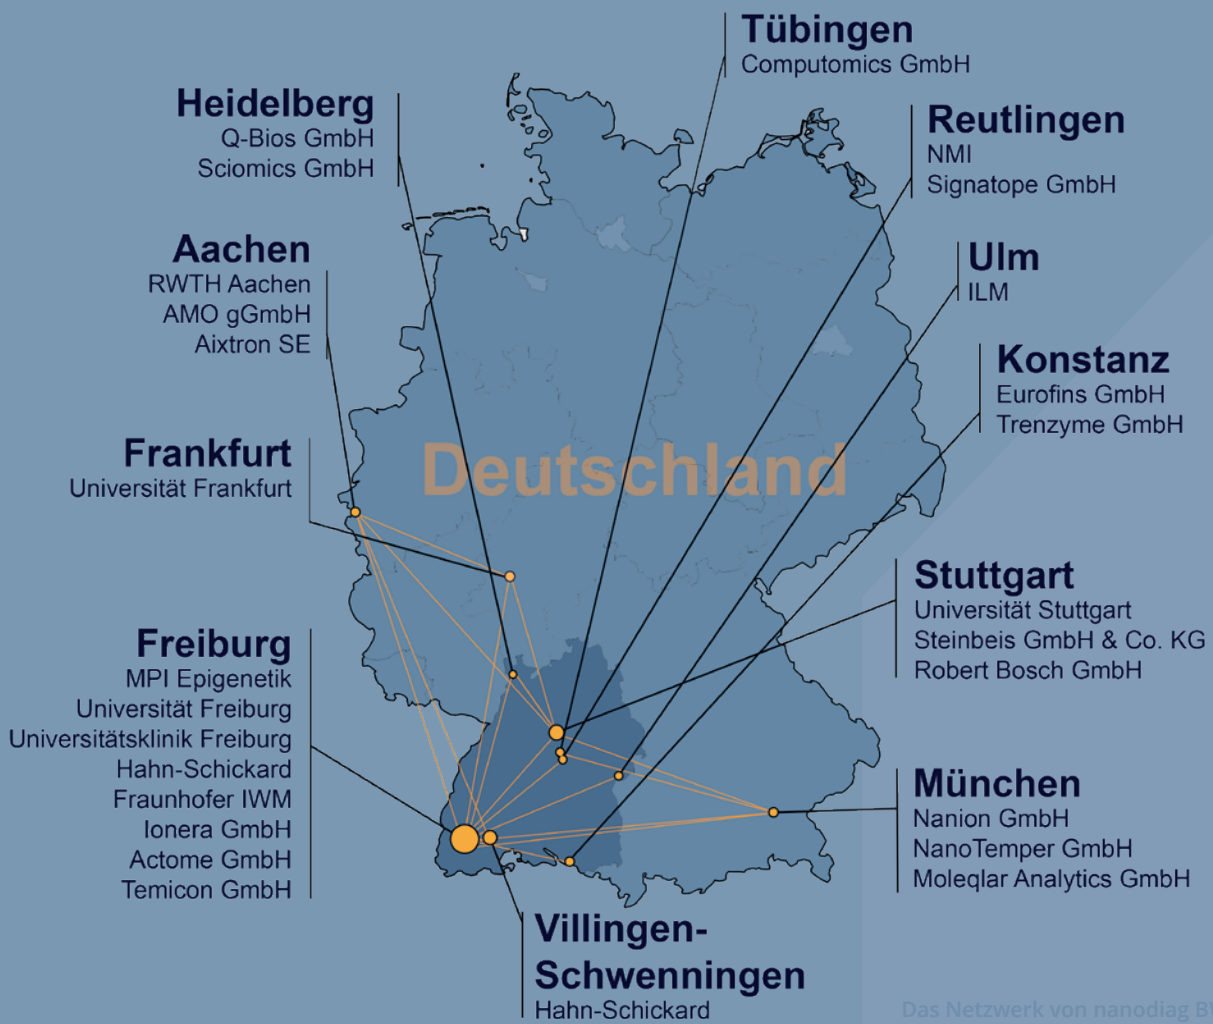 Tübingen
Computomics GmbH
Heidelberg
Q-Bios GmbH
Sciomics GmbH
Reutlingen
NMI
Signatope GmbH
Aachen
RWTH Aachen
AMO gGmbH
Aixtron SE
Ulm
ILM
Konstanz
Eurofins GmbH
Trenzyme GmbH
Frankfurt
Universität Frankfurt
Deutschland
Stuttgart
Universität Stuttgart
Steinbeis GmbH & Co. KG
Robert Bosch GmbH
Freiburg
MPI Epigenetik
Universität Freiburg
Universitätsklinik Freiburg
Hahn-Schickard
Fraunhofer IWM
Ionera GmbH
Actome GmbH
Temicon GmbH
München
Nanion GmbH
NanoTemper GmbH
Moleqlar Analytics GmbH
Villingen-
Schwenningen
Hahn-Schickard
Das Netzwerk von nanodiag